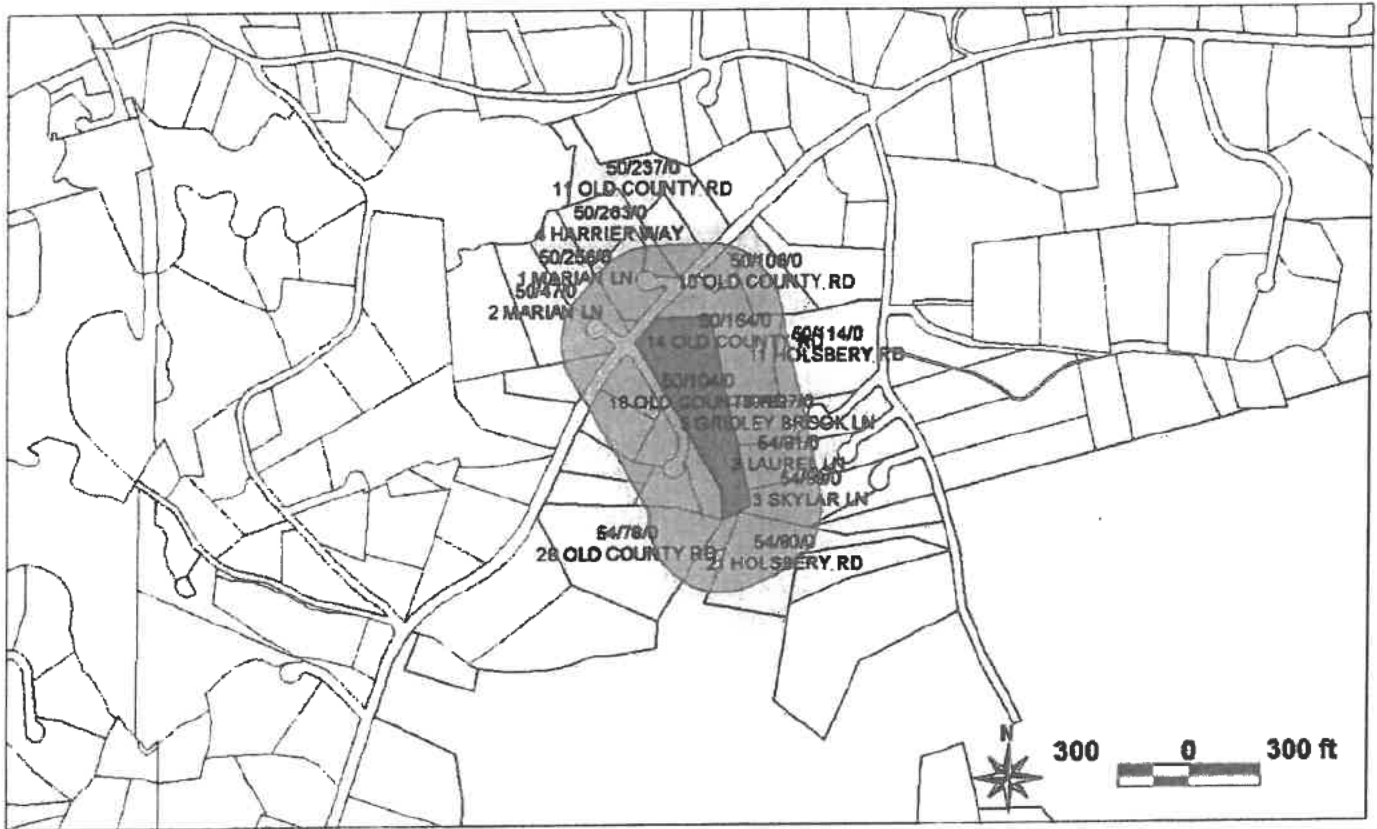 50/237/0
11 OLD COUNTY RD
50/263/0
4 HARRIER WAY
50/256/0
1 MARIAN LN
50/47/0
2 MARIAN LN
50/106/0
10 OLD COUNTY RD
50/164/0
14 OLD COUNTY RD
50/114/0
11 HOLSBERY RD
50/104/0
18 OLD COUNTY
5 GRIDLEY BROOK LN
54/81/0
3 LAUREL LN
3 SKYLAR LN
54/78/0
28 OLD COUNTY RD
54/80/0
21 HOLSBERY RD
N
300 0 300 ft